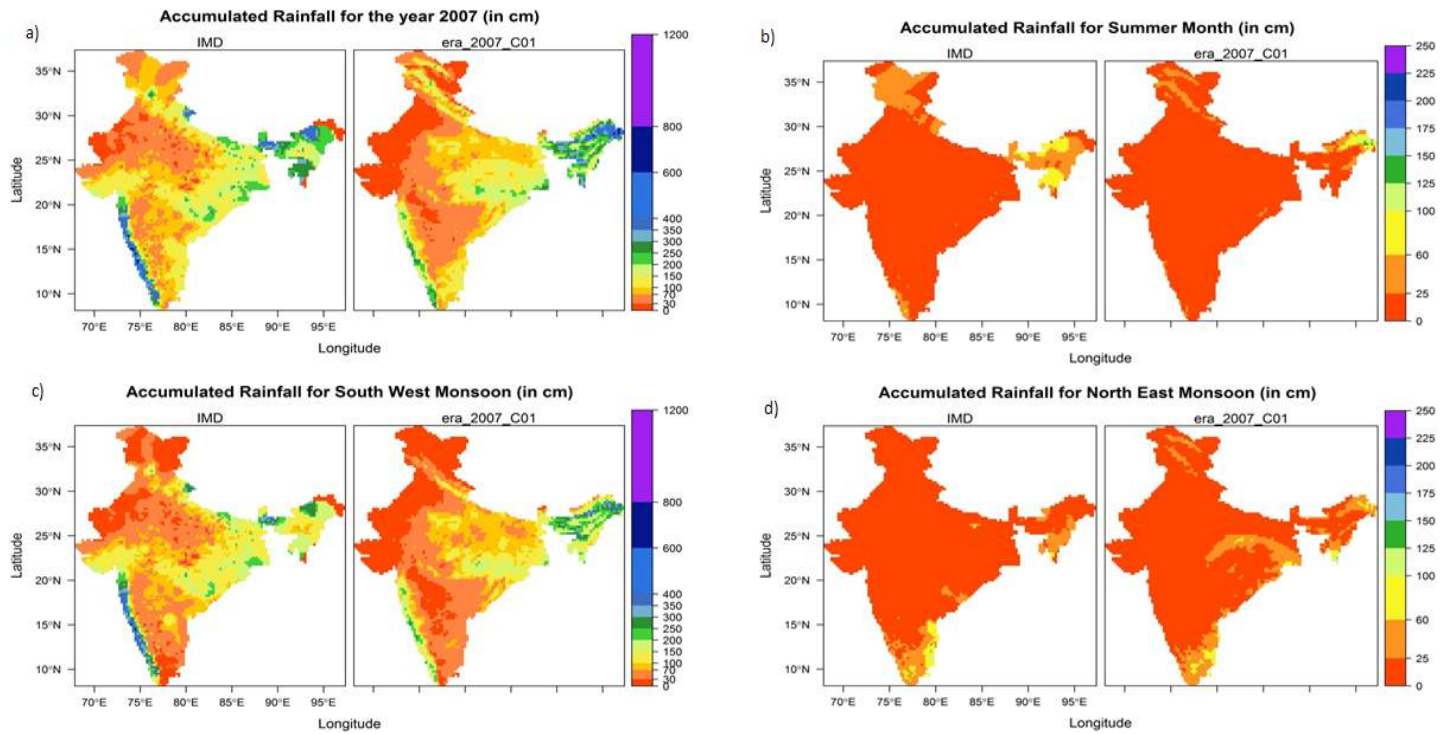 a)
Accumulated Rainfall for the year 2007 (in cm)
IMD era_2007_C01
35°N
30°N
25°N
20°N
15°N
10°N
Latitude
70°E 75°E 80°E 85°E 90°E 95°E
Longitude
1200
800
600
400
350
300
250
200
150
100
70
30
0
b)
Accumulated Rainfall for Summer Month (in cm)
IMD era_2007_C01
35°N
30°N
25°N
20°N
15°N
10°N
Latitude
70°E 75°E 80°E 85°E 90°E 95°E
Longitude
250
225
200
175
150
125
100
60
25
0
c)
Accumulated Rainfall for South West Monsoon (in cm)
IMD era_2007_C01
35°N
30°N
25°N
20°N
15°N
10°N
Latitude
70°E 75°E 80°E 85°E 90°E 95°E
Longitude
1200
800
600
400
350
300
250
200
150
100
70
30
0
d)
Accumulated Rainfall for North East Monsoon (in cm)
IMD era_2007_C01
35°N
30°N
25°N
20°N
15°N
10°N
Latitude
70°E 75°E 80°E 85°E 90°E 95°E
Longitude
250
225
200
175
150
125
100
60
25
0